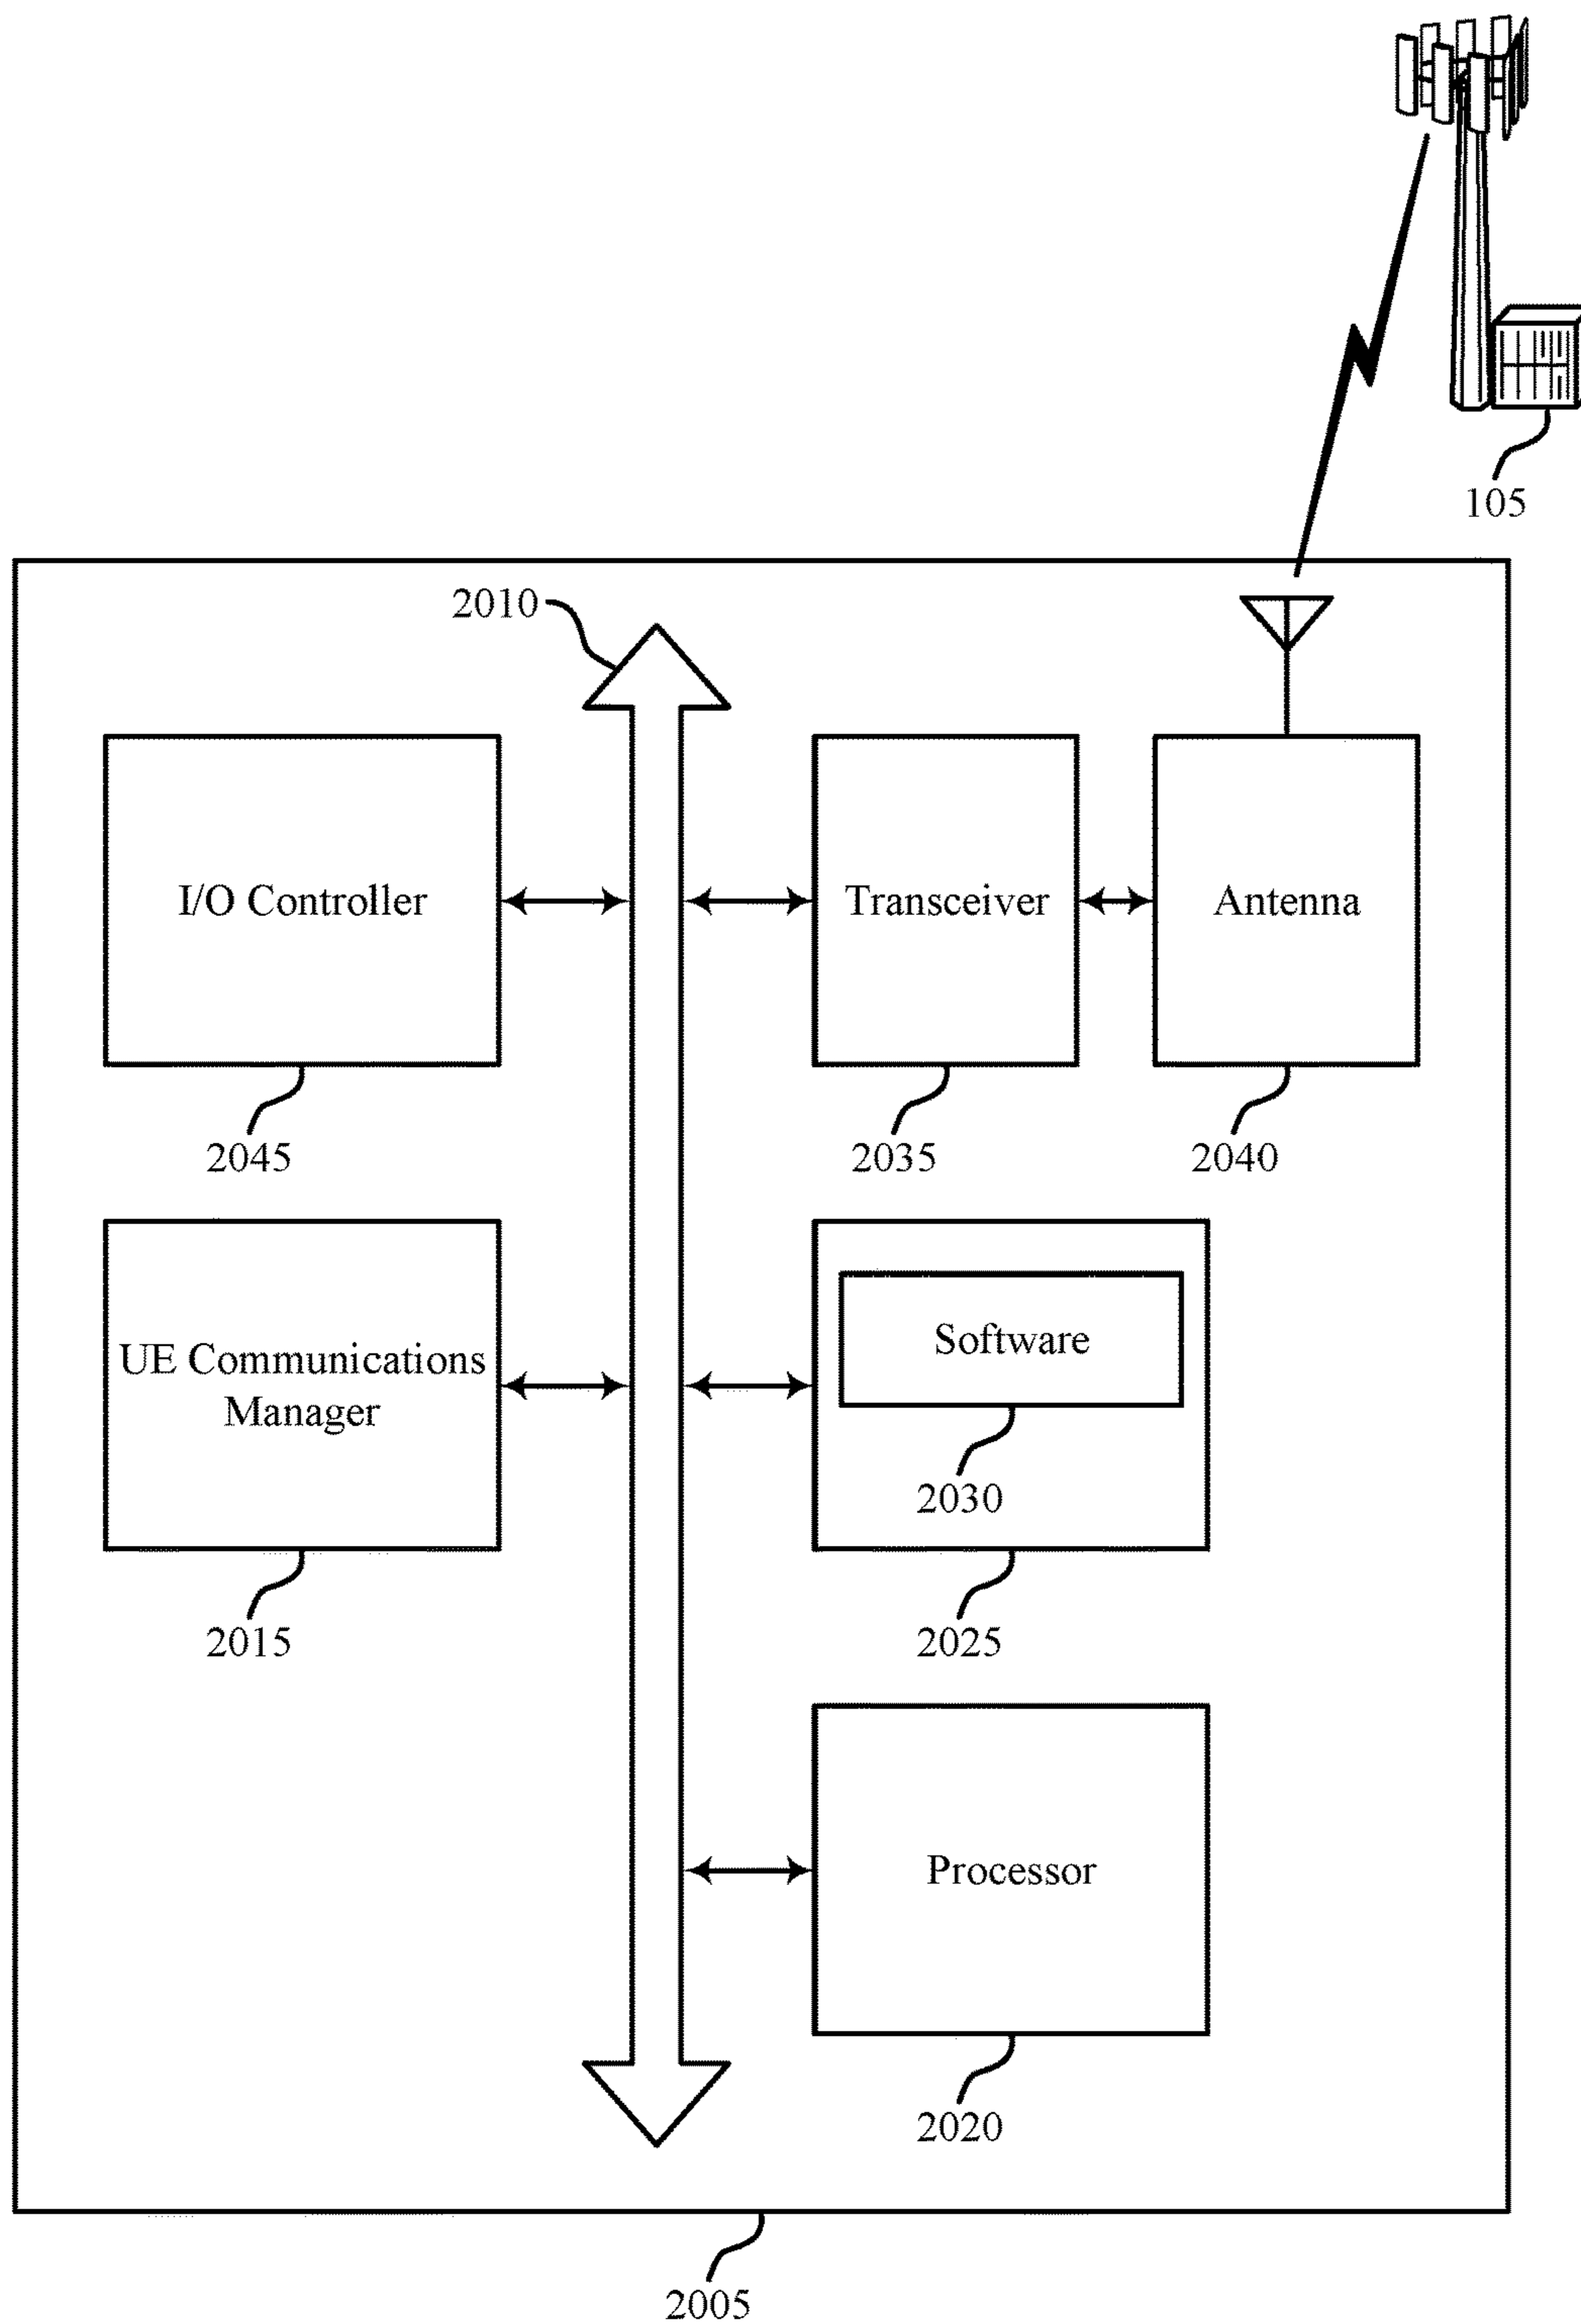 105
2010
I/O Controller
Transceiver
Antenna
2045
2035
2040
UE Communications
Manager
Software
2030
2015
2025
Processor
2020
2005